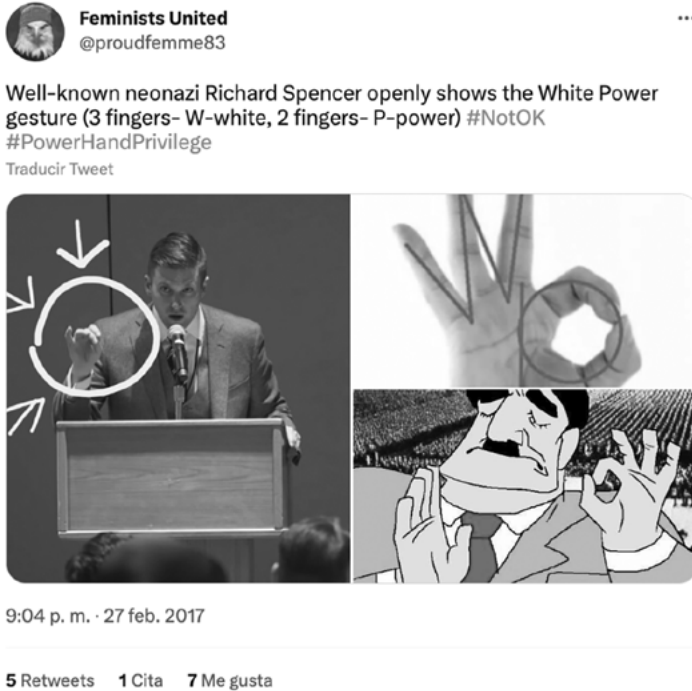 Feminists United
@proudfemme83
Well-known neonazi Richard Spencer openly shows the White Power
gesture (3 fingers- W-white, 2 fingers- P-power) #NotOK
#PowerHandPrivilege
Traducir Tweet
9:04 p. m. · 27 feb. 2017
5 Retweets 1 Cita 7 Me gusta